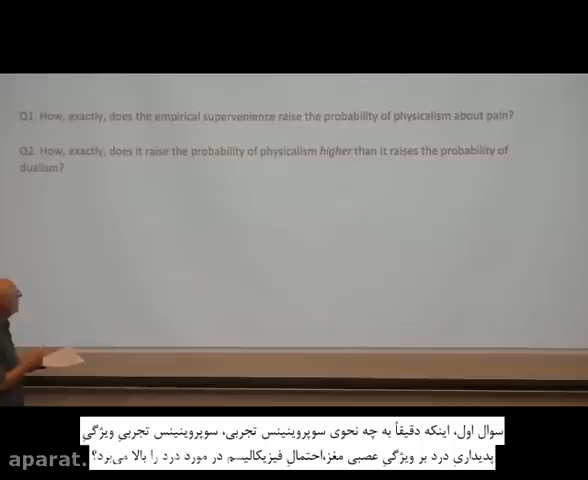 Q1. How, exactly, does the empirical supervenience raise the probability of physicalism about pain?
Q2. How, exactly, does it raise the probability of physicalism higher than it raises the probability of
dualism?
سوال اول، اینکه دقیقاً به چه نحوی سوپروینینس تجربی، سوپروینینس تجربیِ ویژگیِ
پدیداریِ درد بر ویژگیِ عصبی مغز،احتمالِ فیزیکالیسم در مورد درد را بالا می‌برد؟
aparat.